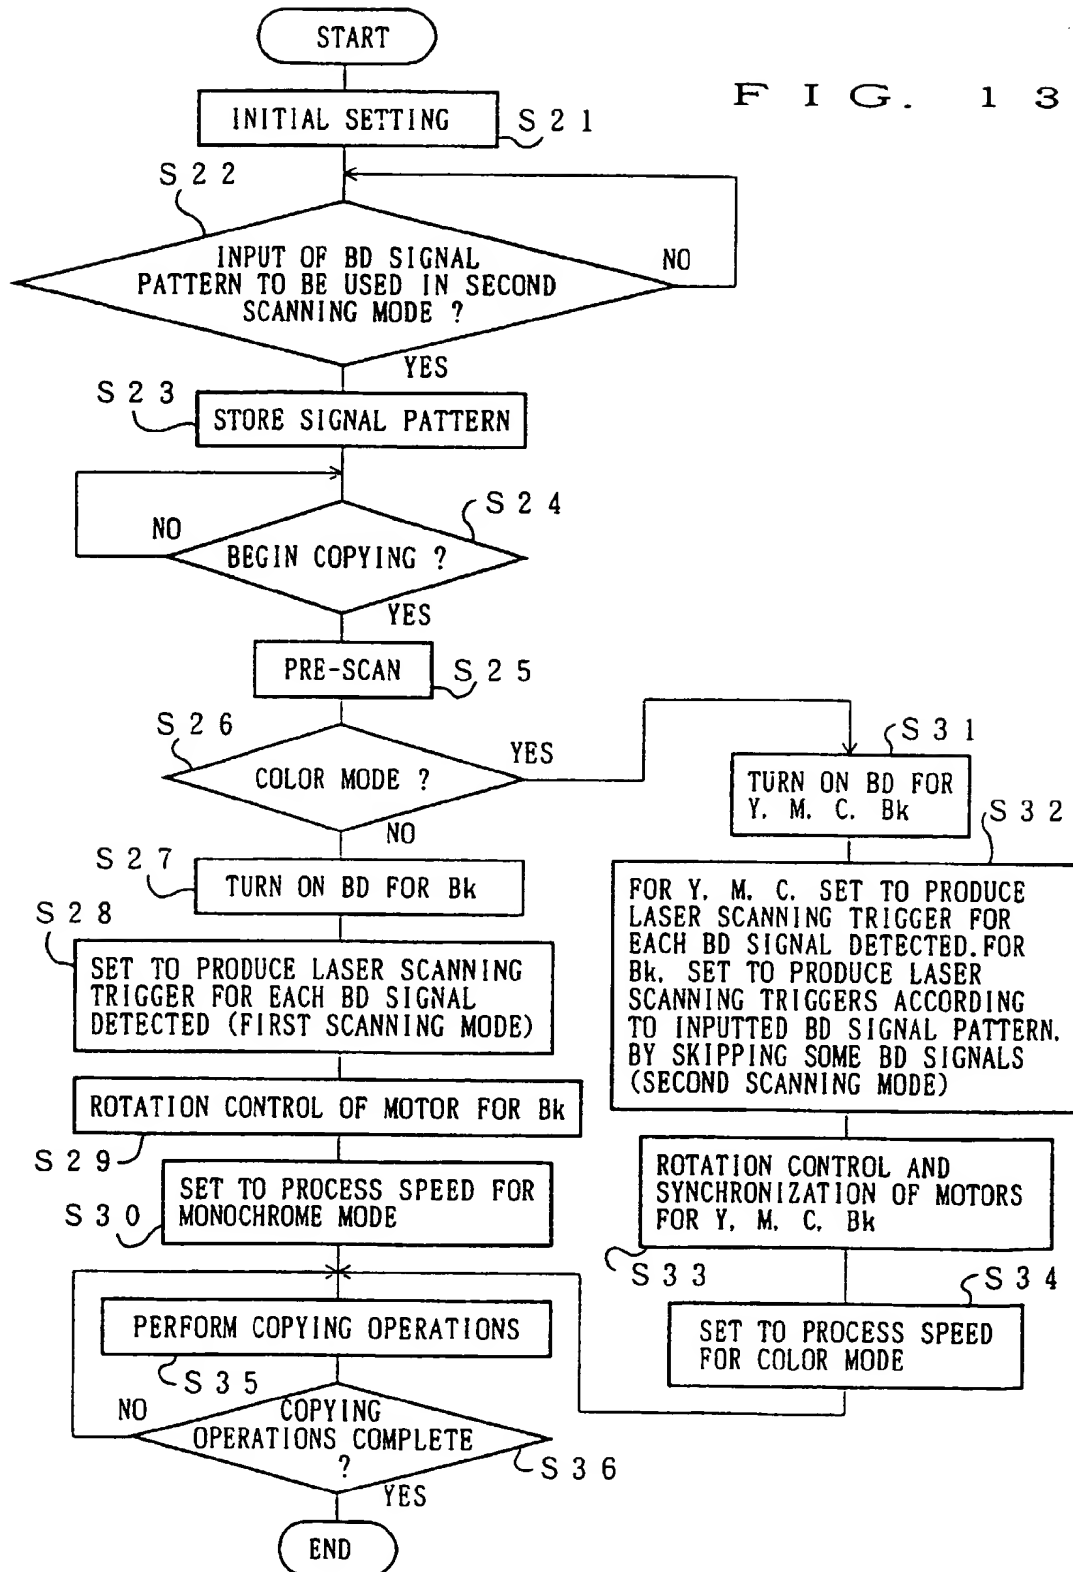 START
F I G. 1 3
INITIAL SETTING
S 2 1
S 2 2
INPUT OF BD SIGNAL
PATTERN TO BE USED IN SECOND
SCANNING MODE ?
NO
YES
S 2 3
STORE SIGNAL PATTERN
S 2 4
NO
BEGIN COPYING ?
YES
PRE-SCAN
S 2 5
S 2 6
COLOR MODE ?
YES
NO
S 2 7
TURN ON BD FOR Bk
S 2 8
SET TO PRODUCE LASER SCANNING
TRIGGER FOR EACH BD SIGNAL
DETECTED (FIRST SCANNING MODE)
ROTATION CONTROL OF MOTOR FOR Bk
S 2 9
SET TO PROCESS SPEED FOR
MONOCHROME MODE
S 3 0
S 3 1
TURN ON BD FOR
Y. M. C. Bk
S 3 2
FOR Y. M. C. SET TO PRODUCE
LASER SCANNING TRIGGER FOR
EACH BD SIGNAL DETECTED.FOR
Bk. SET TO PRODUCE LASER
SCANNING TRIGGERS ACCORDING
TO INPUTTED BD SIGNAL PATTERN.
BY SKIPPING SOME BD SIGNALS
(SECOND SCANNING MODE)
ROTATION CONTROL AND
SYNCHRONIZATION OF MOTORS
FOR Y. M. C. Bk
S 3 3
S 3 4
SET TO PROCESS SPEED
FOR COLOR MODE
PERFORM COPYING OPERATIONS
S 3 5
NO
COPYING
OPERATIONS COMPLETE
?
S 3 6
YES
END